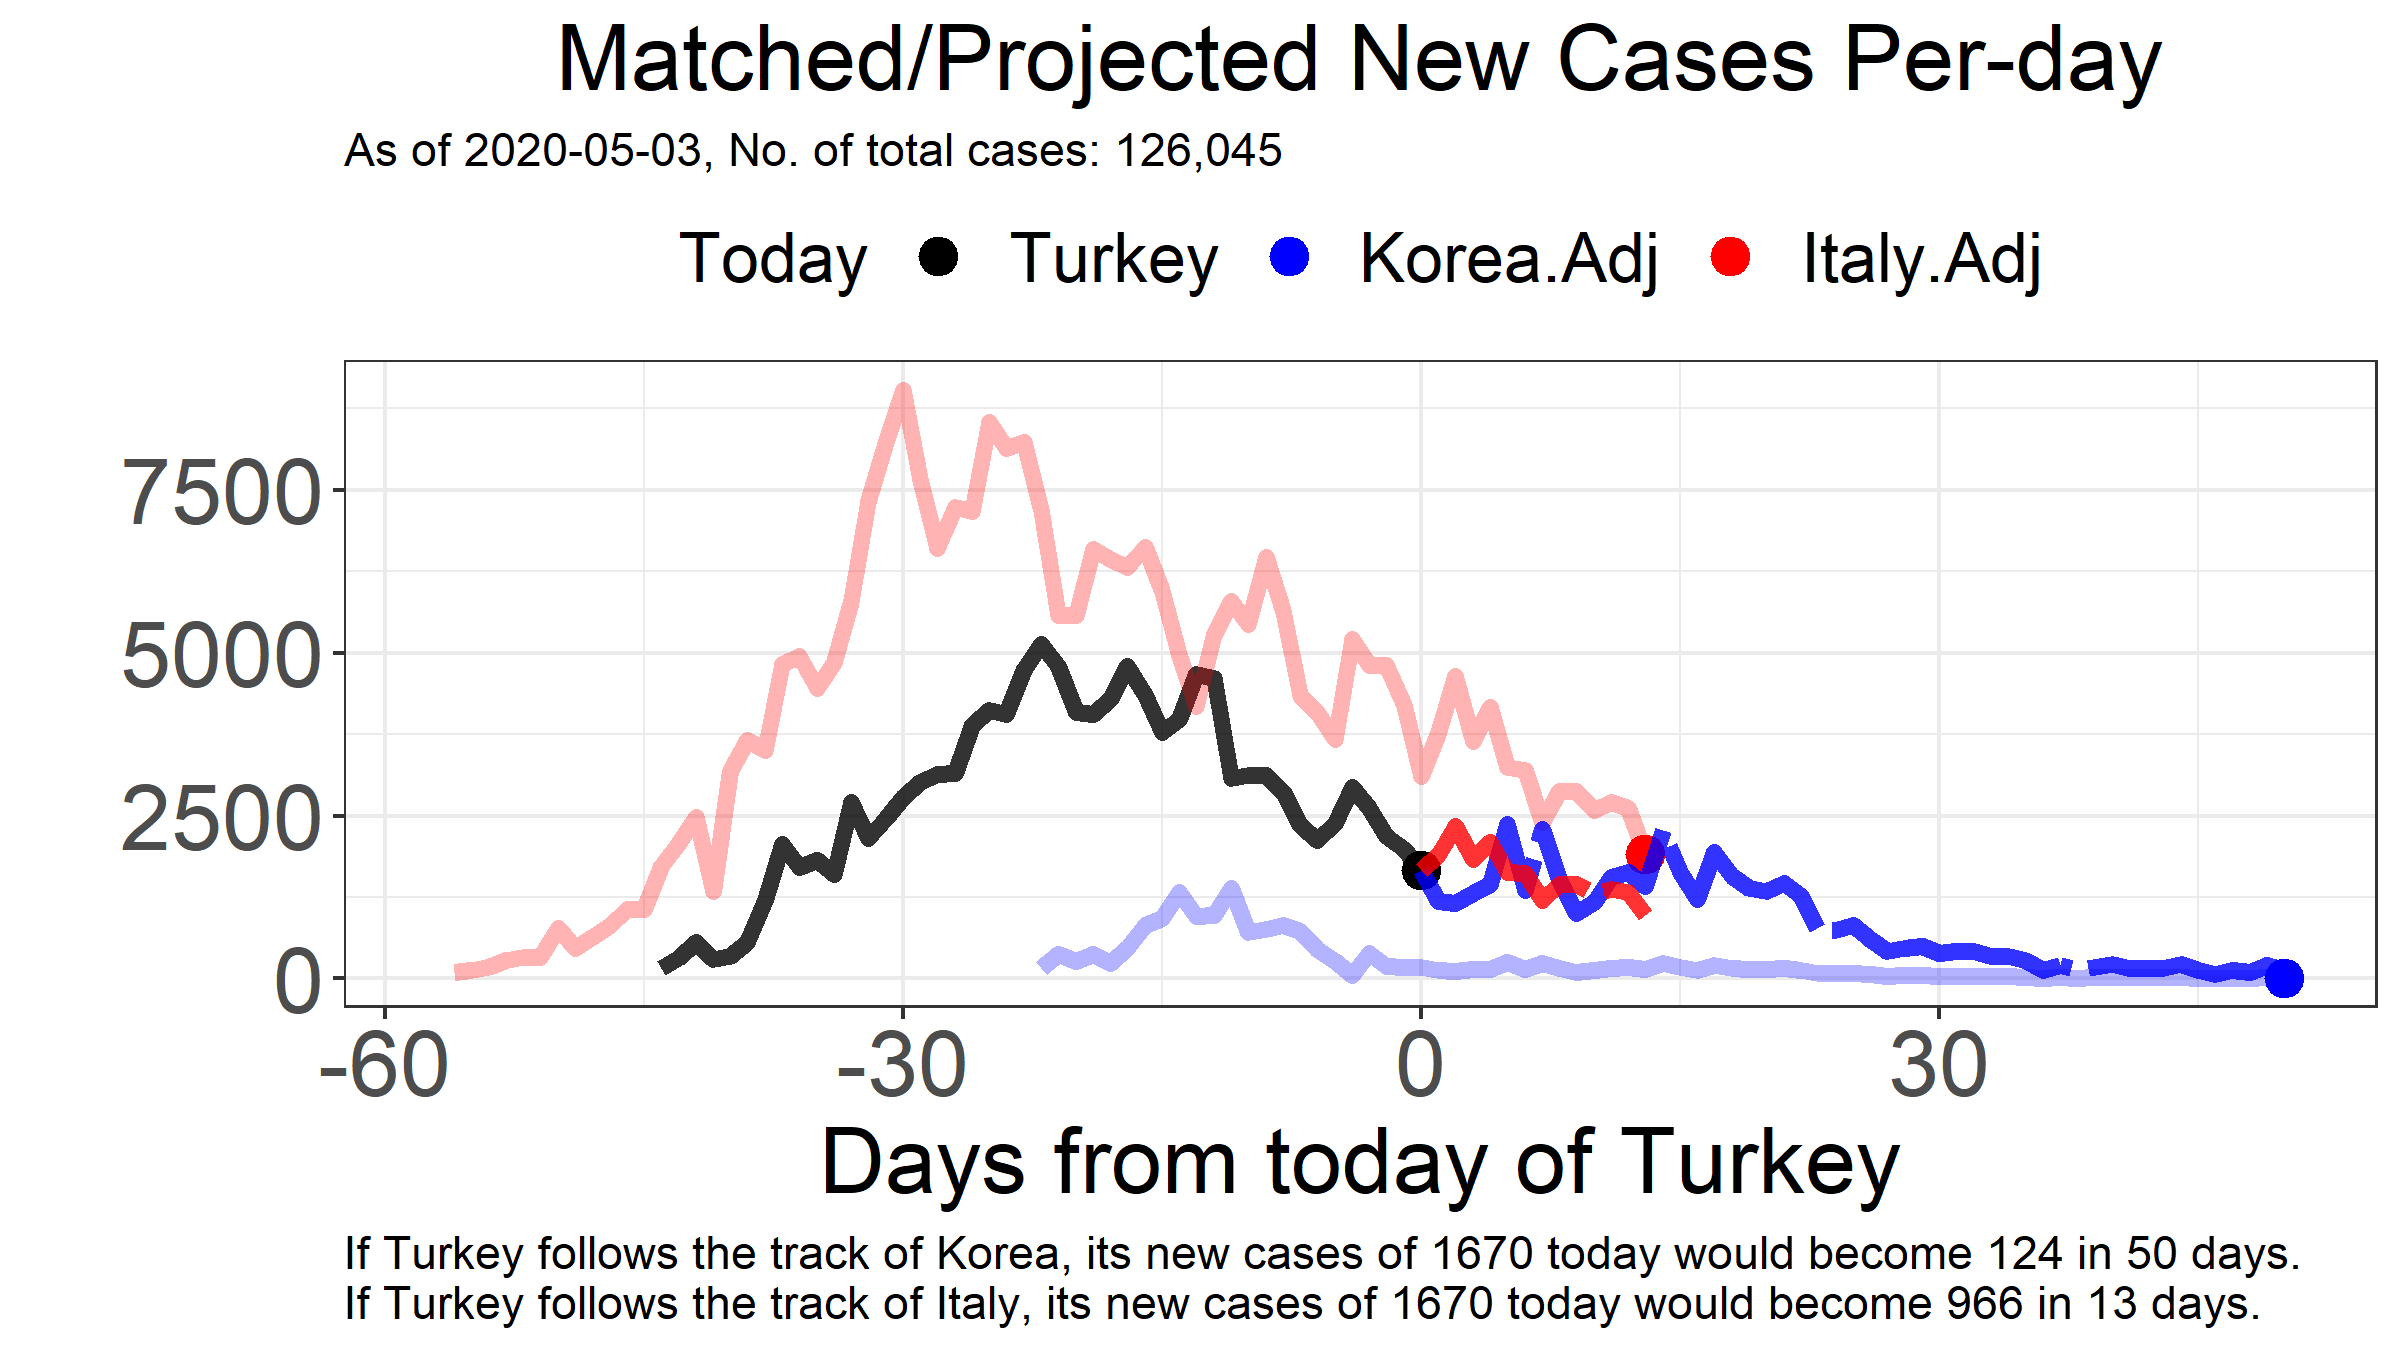 Matched/Projected New Cases Per-day
As of 2020-05-03, No. of total cases: 126,045
Today Turkey Korea.Adj Italy.Adj
7500
5000
2500
0
-60 -30 0 30
Days from today of Turkey
If Turkey follows the track of Korea, its new cases of 1670 today would become 124 in 50 days.
If Turkey follows the track of Italy, its new cases of 1670 today would become 966 in 13 days.